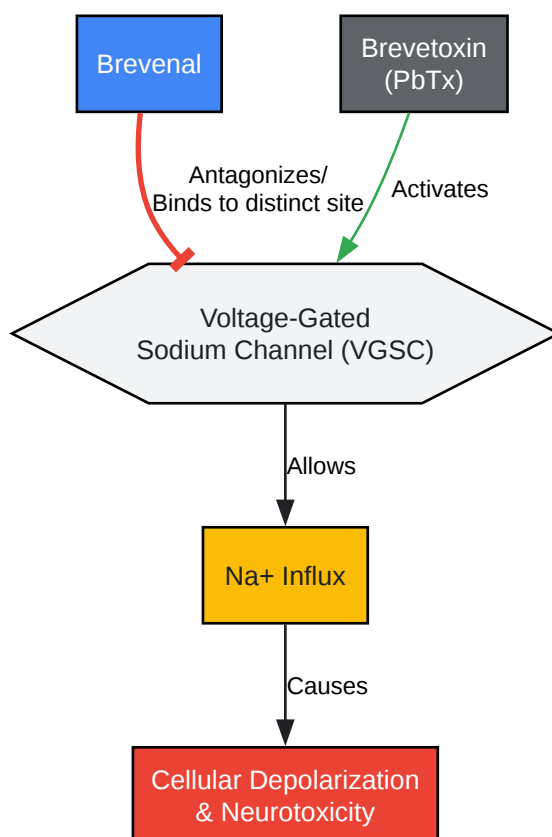 Brevenal
Brevetoxin
(PbTx)
Antagonizes/
Binds to distinct site
Activates
Voltage-Gated
Sodium Channel (VGSC)
Allows
Na+ Influx
Causes
Cellular Depolarization
& Neurotoxicity